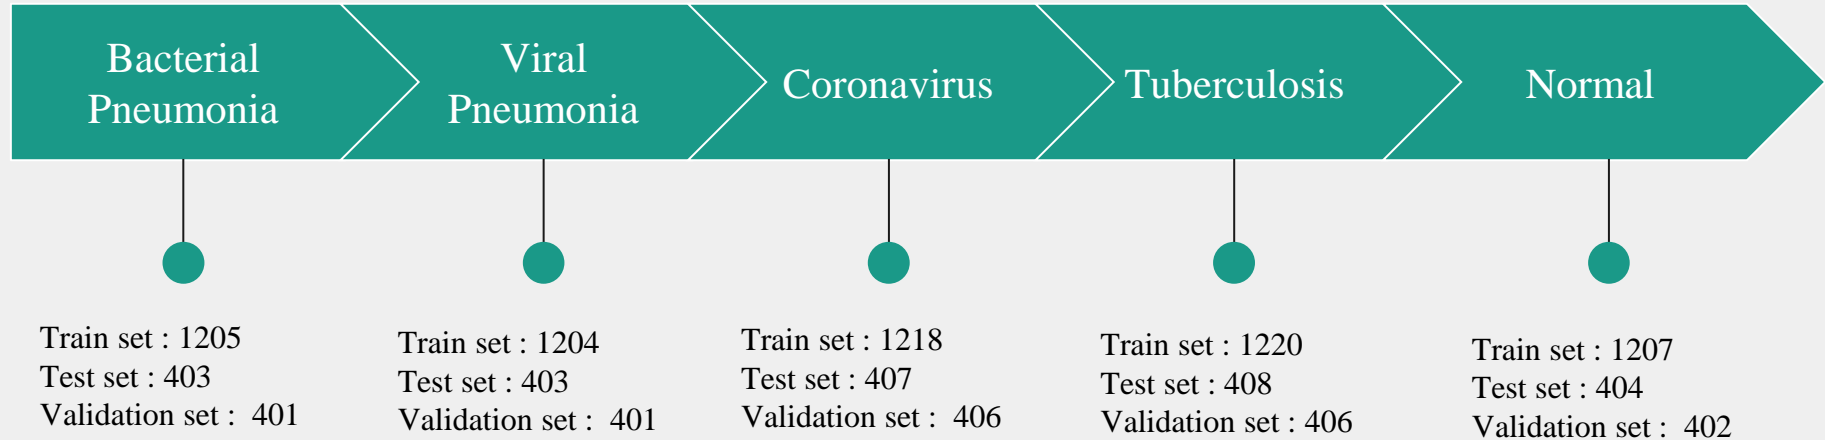 Bacterial
Pneumonia
Viral
Pneumonia
Coronavirus
Tuberculosis
Normal
Train set : 1205
Test set : 403
Validation set :  401
Train set : 1204
Test set : 403
Validation set :  401
Train set : 1218
Test set : 407
Validation set :  406
Train set : 1220
Test set : 408
Validation set : 406
Train set : 1207
Test set : 404
Validation set :  402